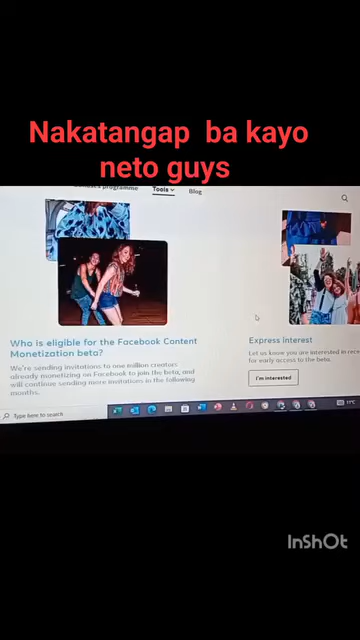 Nakatangap ba kayo
neto guys
programme Tools Blog
Who is eligible for the Facebook Content
Monetization beta?
We're sending invitations to one million creators
already monetizing on Facebook to join the beta, and
will continue sending more invitations in the following
months.
Express interest
Let us know you are interested in rece
for early access to the beta.
I'm interested
Type here to search
17°C
InShOt